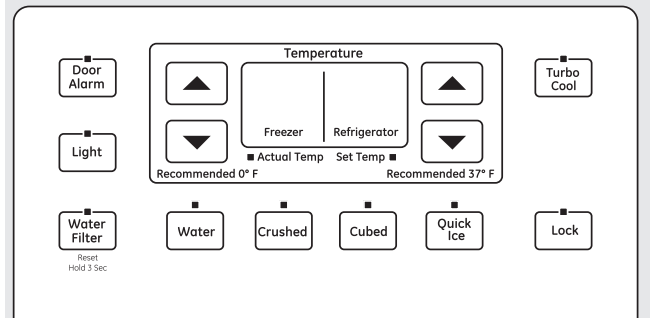 Temperature
Door
Alarm
Turbo
Cool
Freezer Refrigerator
Light
Actual Temp Set Temp
Recommended 0° F Recommended 37° F
Water
Filter
Reset
Hold 3 Sec
Water
Crushed
Cubed
Quick
Ice
Lock